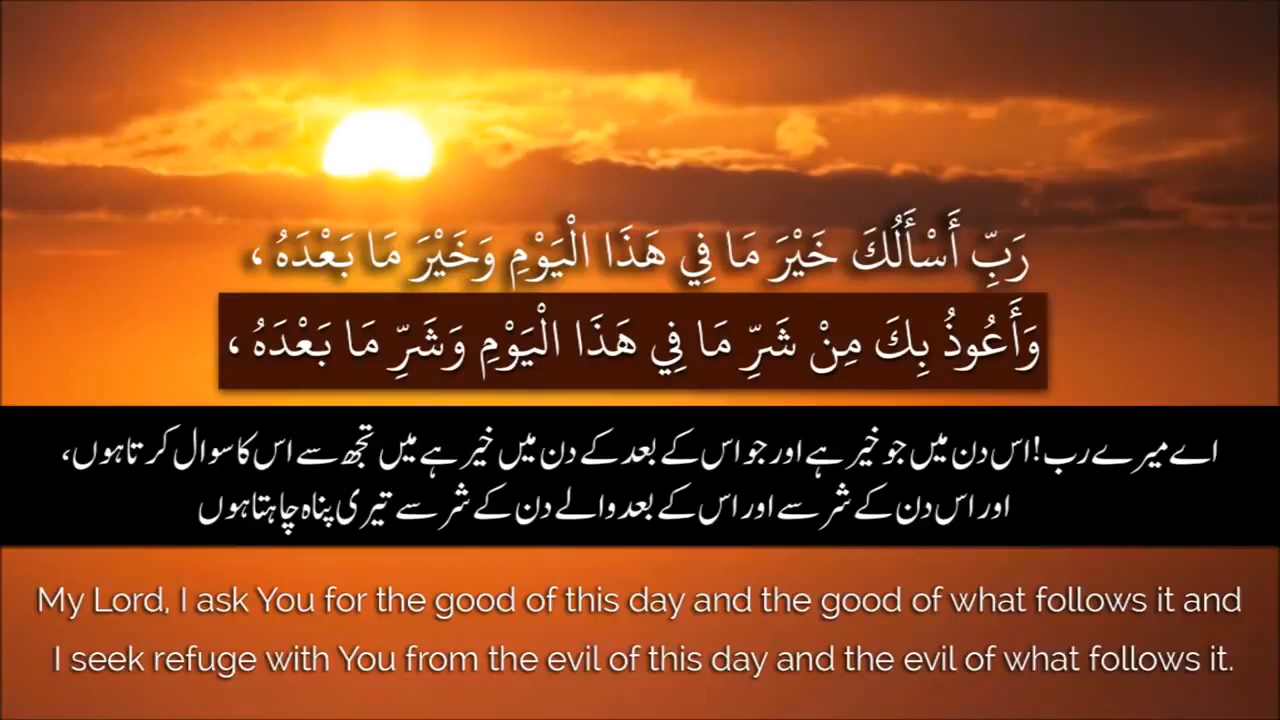 رَبِّ أَسْأَلُكَ خَيْرَ مَا فِي هَذَا الْيَوْمِ وَخَيْرَ مَا بَعْدَهُ ،
وَأَعُوذُ بِكَ مِنْ شَرِّ مَا فِي هَذَا الْيَوْمِ وَشَرِّ مَا بَعْدَهُ ،
اے میرے رب! اس دن میں جو خیر ہے اور جو اس کے بعد کے دن میں خیر ہے میں تجھ سے اس کا سوال کرتا ہوں،
اور اس دن کے شر سے اور اس کے بعد والے دن کے شر سے تیری پناہ چاہتا ہوں
My Lord, I ask You for the good of this day and the good of what follows it and
I seek refuge with You from the evil of this day and the evil of what follows it.